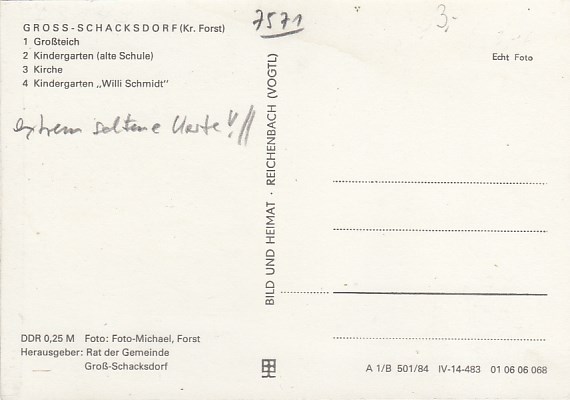 7571
3,-
GROSS-SCHACKSDORF (Kr. Forst)
1 Großteich
2 Kindergarten (alte Schule)
3 Kirche
4 Kindergarten „Willi Schmidt"
Echt Foto
extrem seltene Karte!!!
BILD UND HEIMAT · REICHENBACH (VOGTL)
DDR 0,25 M Foto: Foto-Michael, Forst
Herausgeber: Rat der Gemeinde
Groß-Schacksdorf
A 1/B 501/84 IV-14-483 01 06 06 068